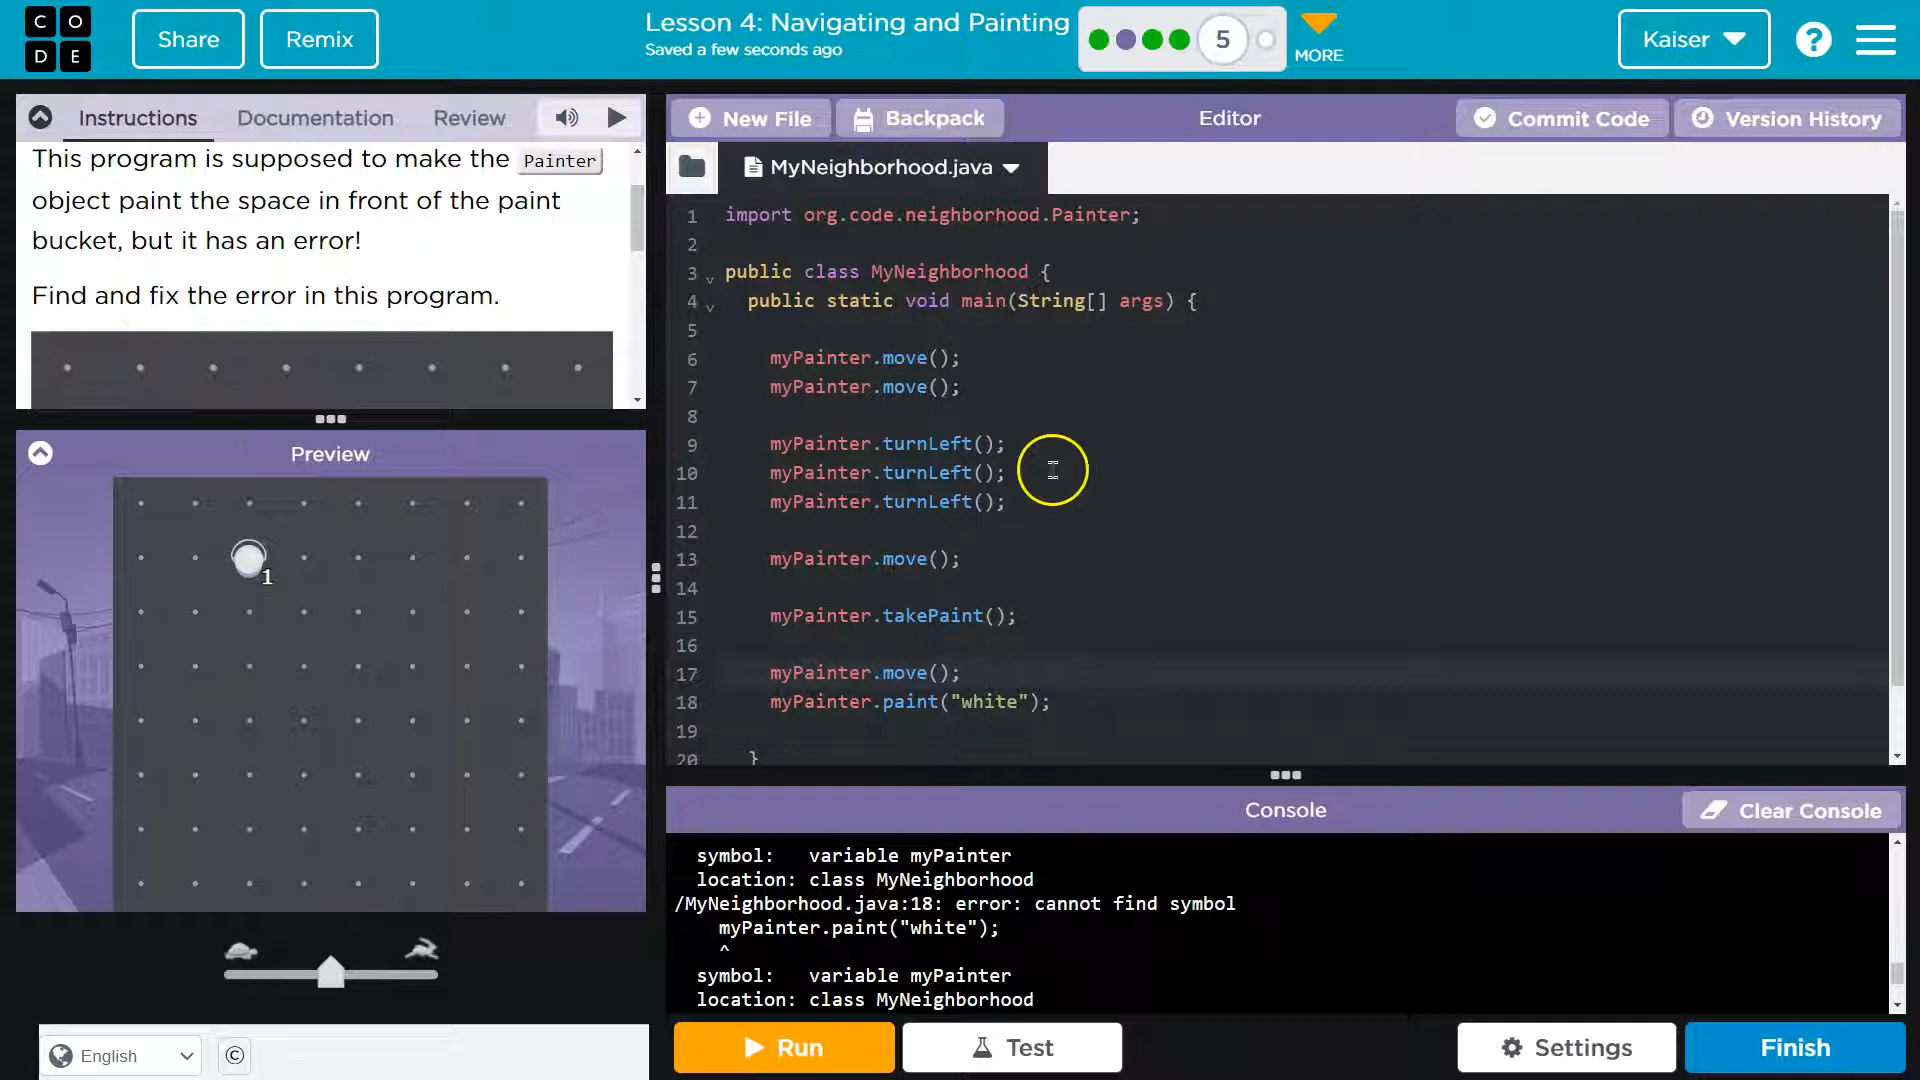 CO
DE
Share
Remix
Lesson 4: Navigating and Painting
Saved a few seconds ago
5
MORE
Kaiser
?
Instructions
Documentation
Review
This program is supposed to make the Painter
object paint the space in front of the paint
bucket, but it has an error!
Find and fix the error in this program.
Preview
1
English
©
New File
Backpack
Editor
Commit Code
Version History
MyNeighborhood.java
1 import org.code.neighborhood.Painter;
2
3 public class MyNeighborhood {
4 public static void main(String[] args) {
5
6 myPainter.move();
7 myPainter.move();
8
9 myPainter.turnLeft();
10 myPainter.turnLeft();
11 myPainter.turnLeft();
12
13 myPainter.move();
14
15 myPainter.takePaint();
16
17 myPainter.move();
18 myPainter.paint("white");
19
20 }
Console
Clear Console
symbol: variable myPainter
location: class MyNeighborhood
/MyNeighborhood.java:18: error: cannot find symbol
myPainter.paint("white");
^
symbol: variable myPainter
location: class MyNeighborhood
Run
Test
Settings
Finish